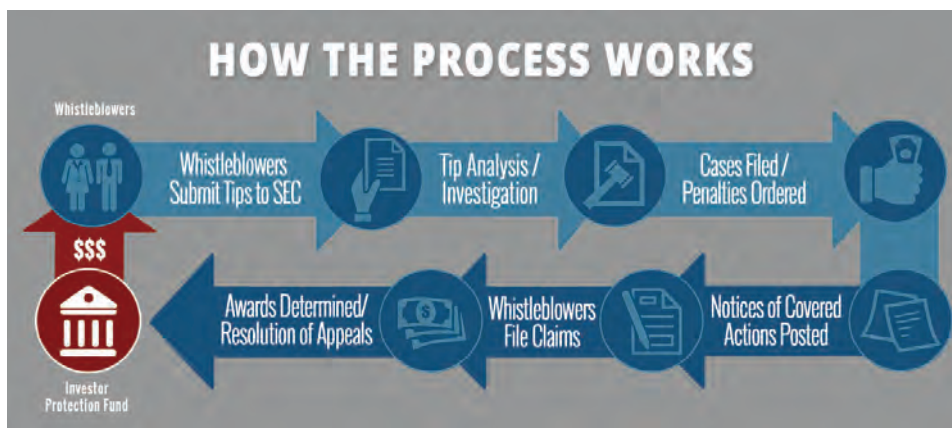 HOW THE PROCESS WORKS
Whistleblowers
Whistleblowers
Submit Tips to SEC
Tip Analysis /
Investigation
Cases Filed /
Penalties Ordered
$$$
Awards Determined/
Resolution of Appeals
$
Whistleblowers
File Claims
Notices of Covered
Actions Posted
Investor
Protection Fund